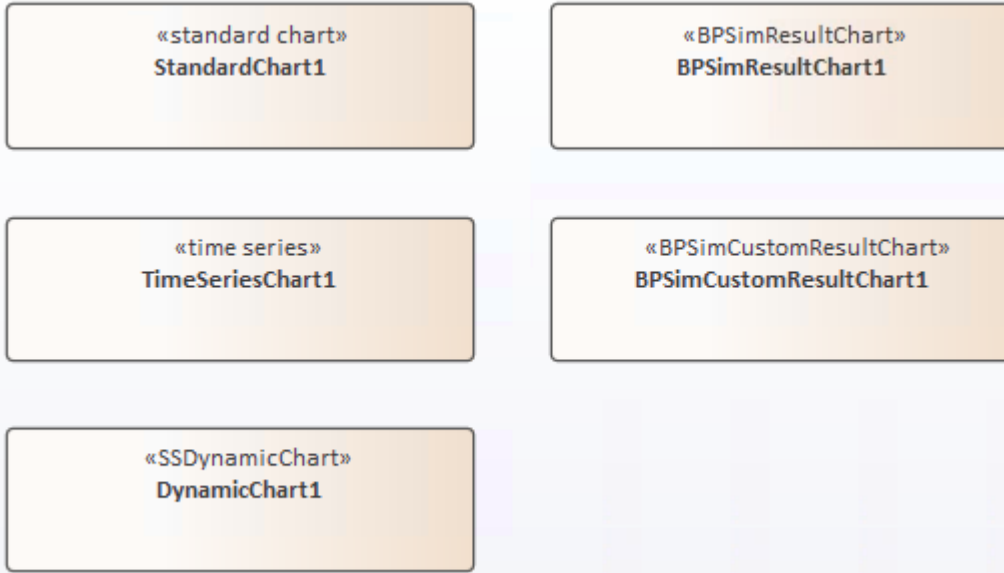 «standard chart»
StandardChart1
«BPSimResultChart»
BPSimResultChart1
«time series»
TimeSeriesChart1
«BPSimCustomResultChart»
BPSimCustomResultChart1
«SSDynamicChart»
DynamicChart1